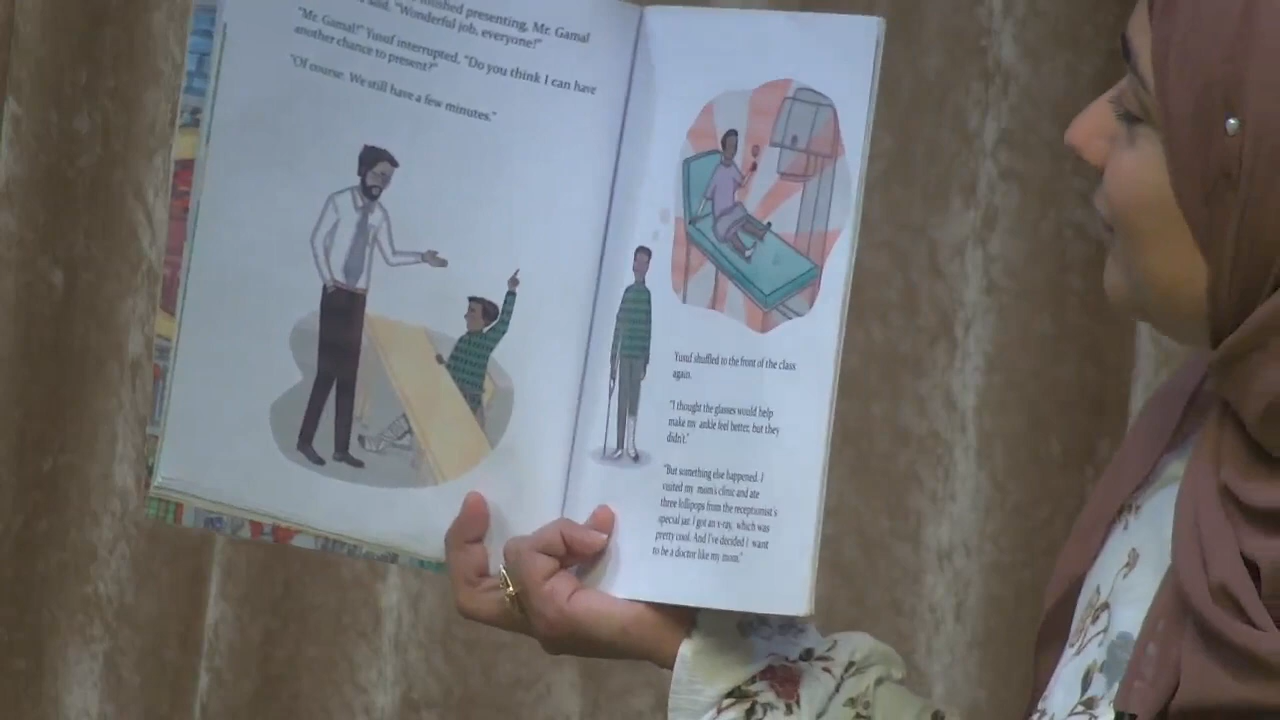 finished presenting, Mr. Gamal
said. "Wonderful job, everyone!"
"Mr. Gamal!" Yusuf interrupted, "Do you think I can have
another chance to present?"
"Of course. We still have a few minutes."
Yusuf shuffled to the front of the class
again.
"I thought the glasses would help
make my ankle feel better, but they
didn't."
"But something else happened. I
visited my mom's clinic and ate
three lollipops from the receptionist's
special jar. I got an x-ray, which was
pretty cool. And I've decided I want
to be a doctor like my mom."